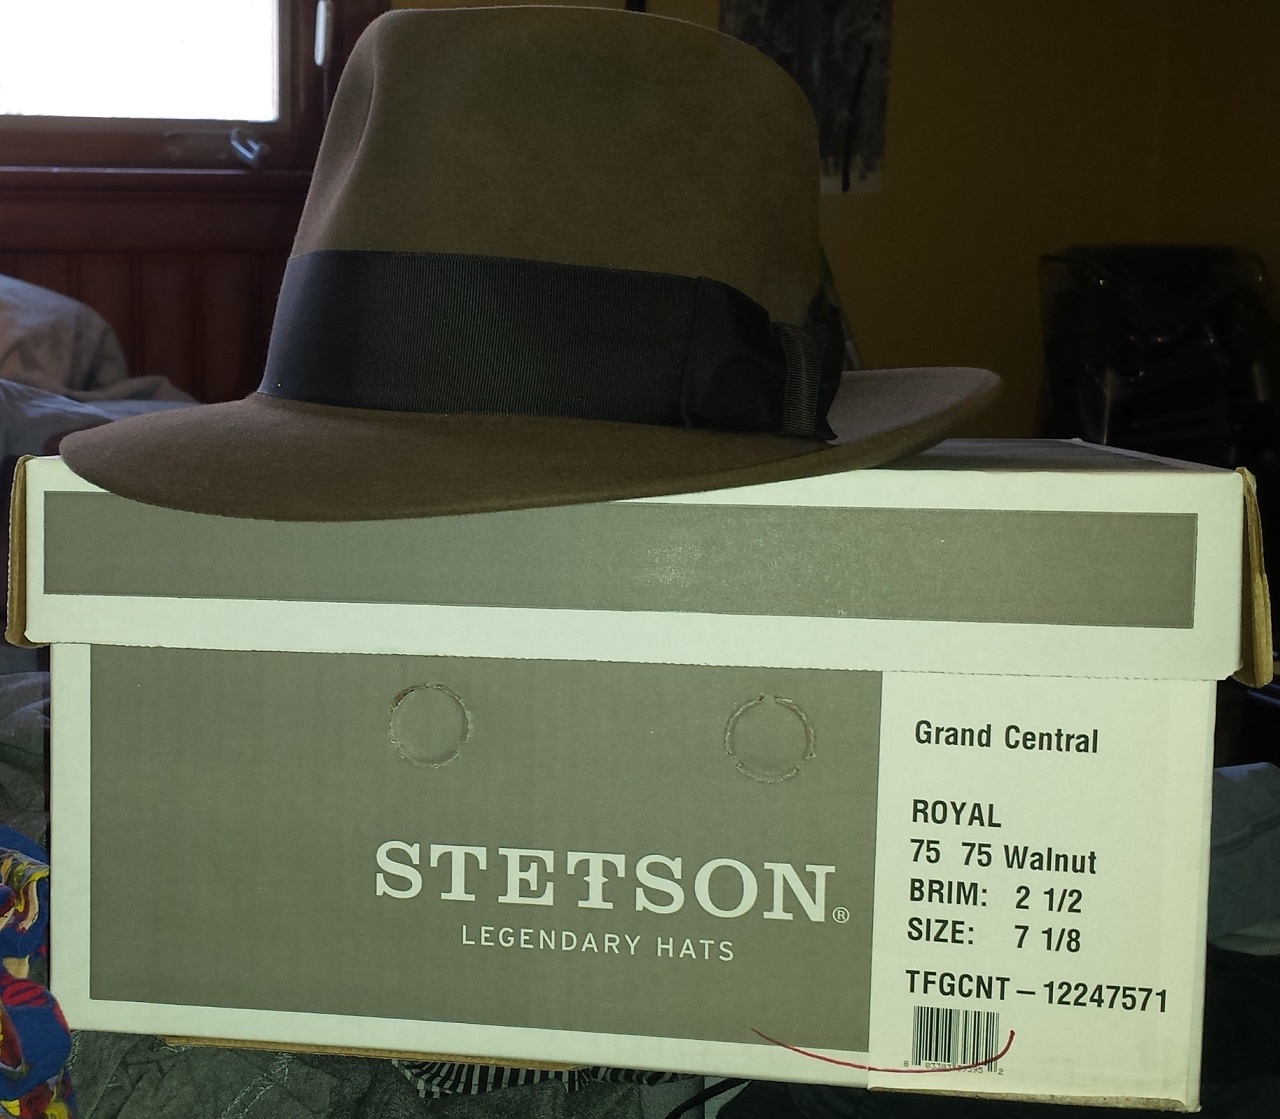 STETSON®
LEGENDARY HATS
Grand Central
ROYAL
75 75 Walnut
BRIM: 2 1/2
SIZE: 7 1/8
TFGCNT – 12247571